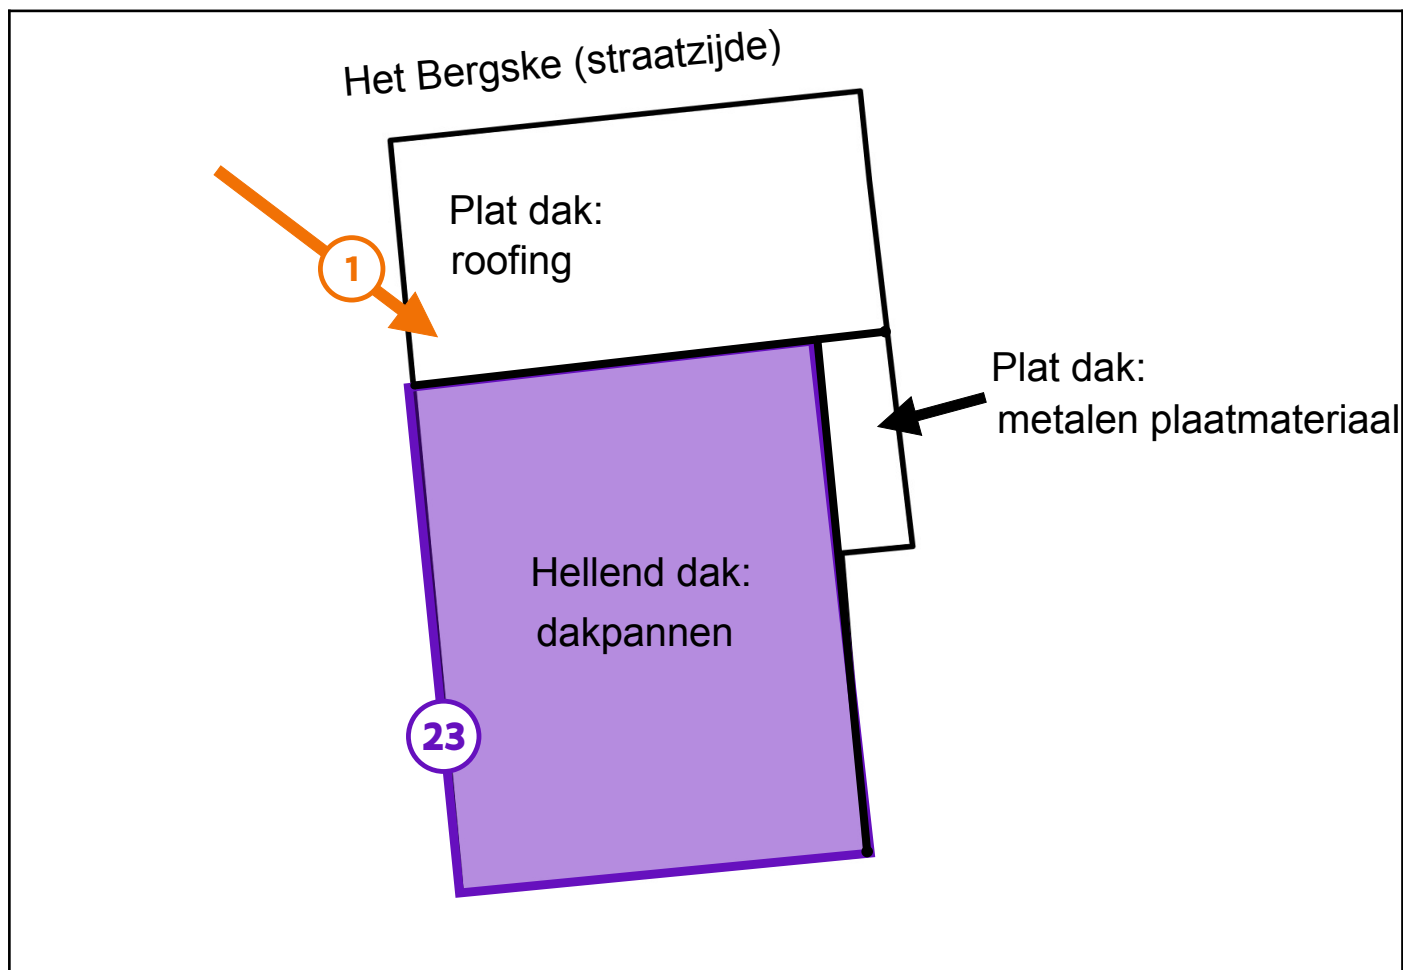 Het Bergske (straatzijde)
Plat dak:
roofing
1
Plat dak:
metalen plaatmateriaal
Hellend dak:
dakpannen
23